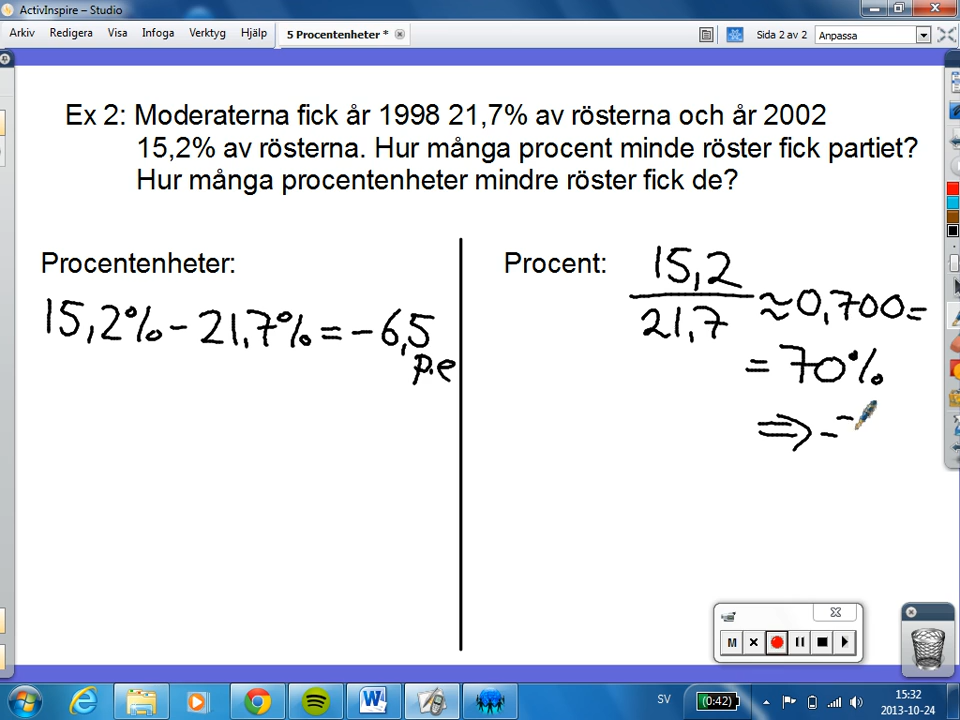 ActivInspire – Studio
Arkiv Redigera Visa Infoga Verktyg Hjälp 5 Procentenheter * Sida 2 av 2 Anpassa
Ex 2: Moderaterna fick år 1998 21,7% av rösterna och år 2002
15,2% av rösterna. Hur många procent minde röster fick partiet?
Hur många procentenheter mindre röster fick de?
Procentenheter:
15,2% - 21,7% = -6,5
p.e
Procent:
15,2
21,7
≈ 0,700 =
= 70%
⇒ -
M
SV (0:42) 15:32
2013-10-24